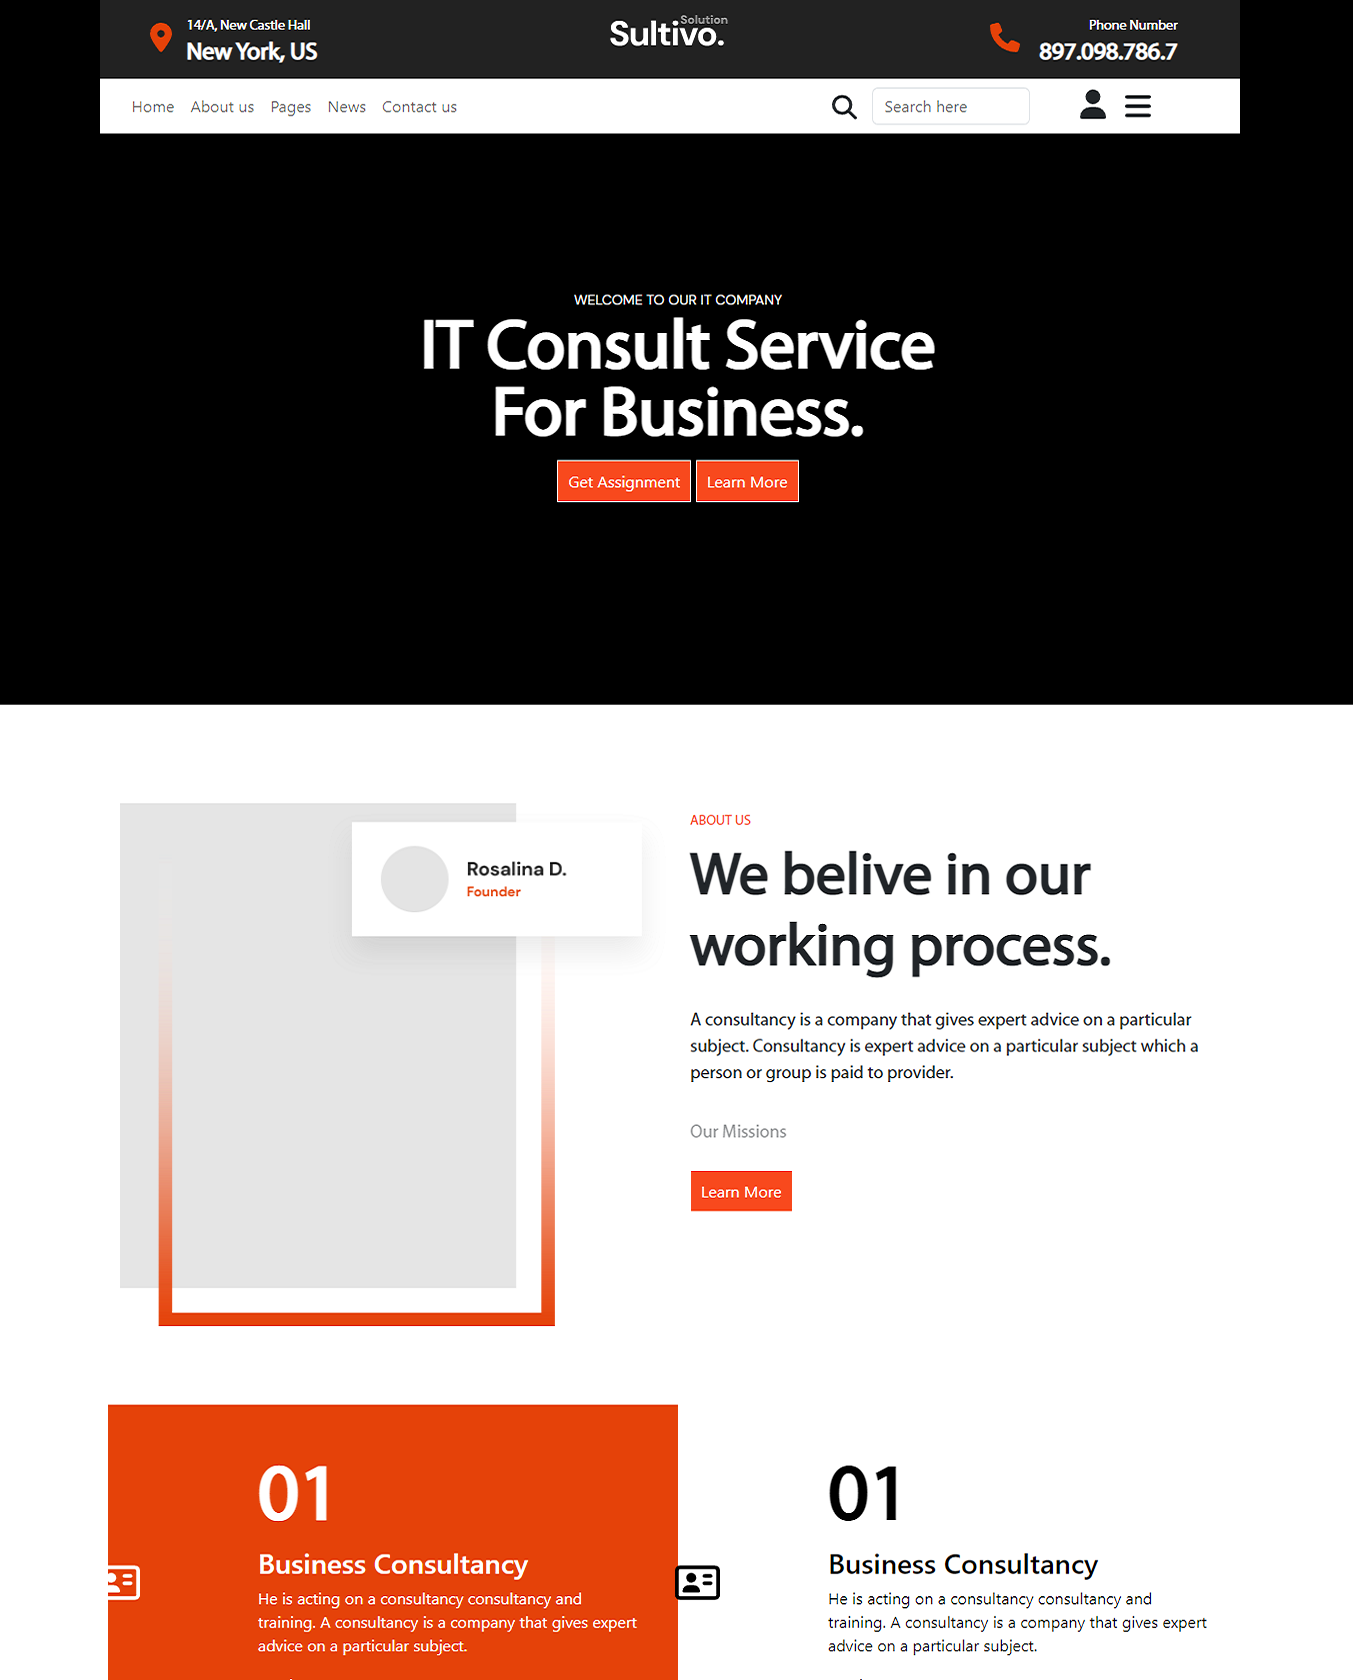 14/A, New Castle Hall
New York, US
Solution
Sultivo.
Phone Number
897.098.786.7
Home About us Pages News Contact us
Search here
WELCOME TO OUR IT COMPANY
IT Consult Service
For Business.
Get Assignment Learn More
Rosalina D.
Founder
ABOUT US
We belive in our
working process.
A consultancy is a company that gives expert advice on a particular
subject. Consultancy is expert advice on a particular subject which a
person or group is paid to provider.
Our Missions
Learn More
01
Business Consultancy
He is acting on a consultancy consultancy and
training. A consultancy is a company that gives expert
advice on a particular subject.
01
Business Consultancy
He is acting on a consultancy consultancy and
training. A consultancy is a company that gives expert
advice on a particular subject.